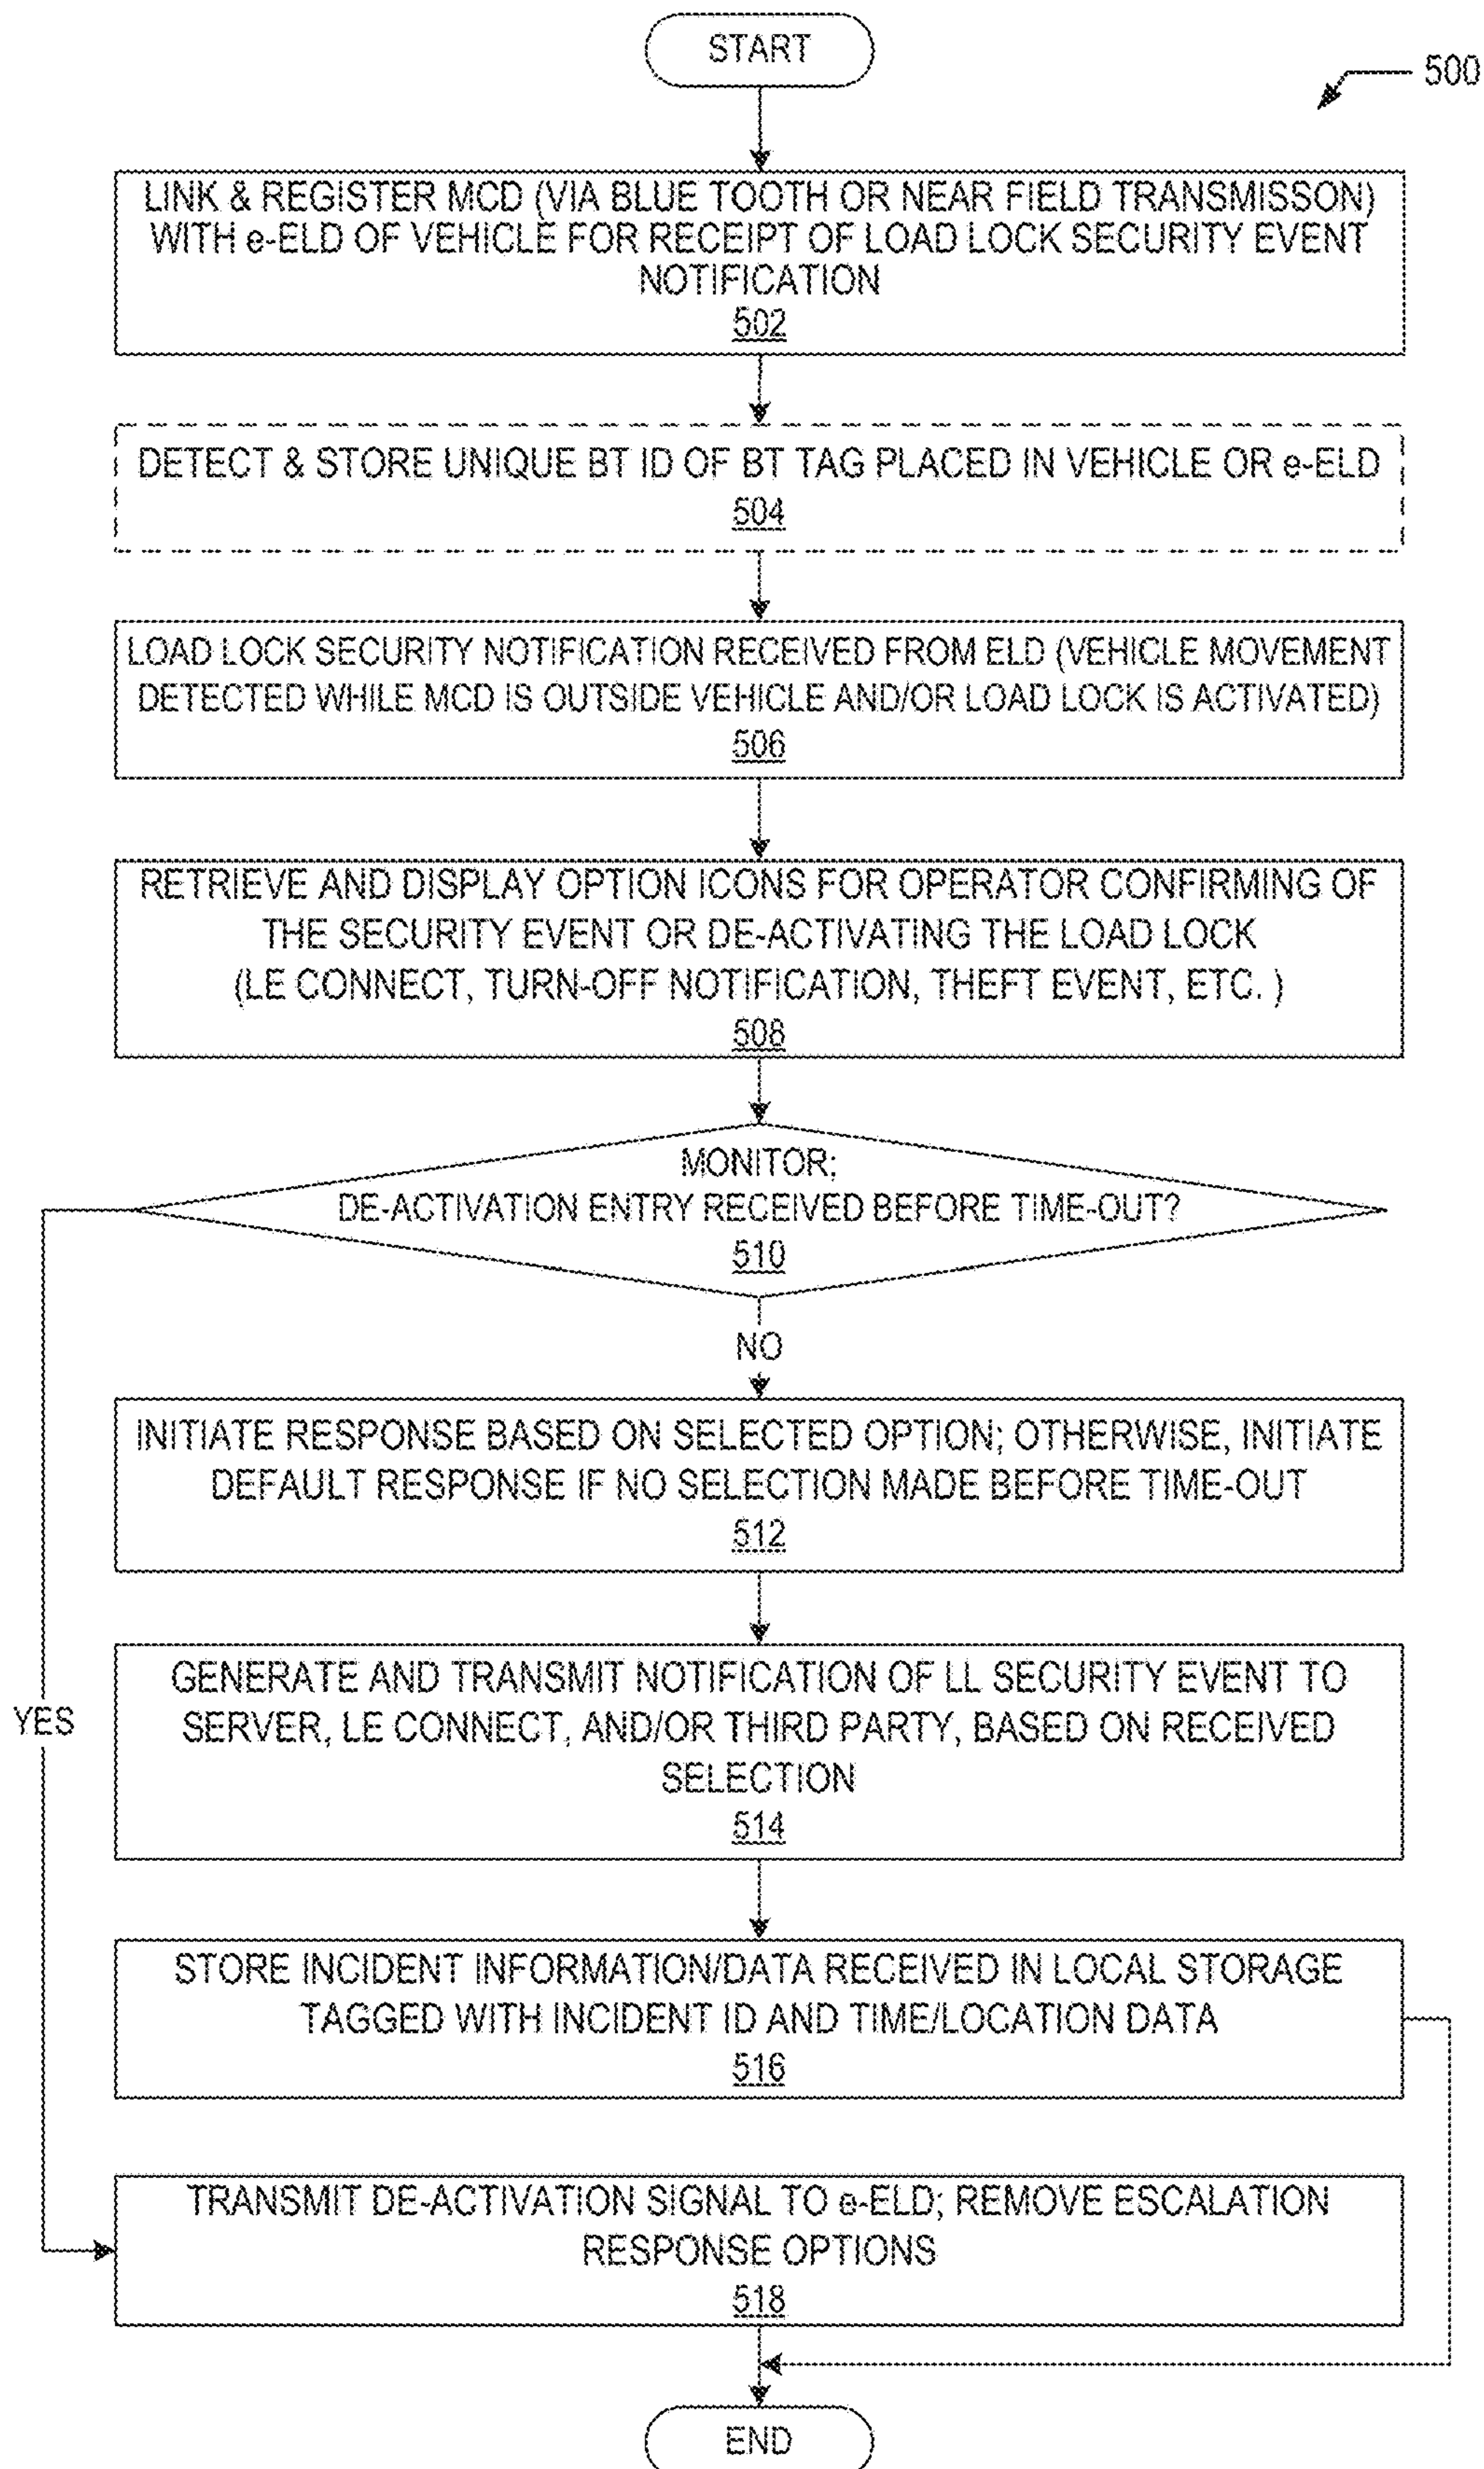 START
500
LINK & REGISTER MCD (VIA BLUE TOOTH OR NEAR FIELD TRANSMISSON)
WITH e-ELD OF VEHICLE FOR RECEIPT OF LOAD LOCK SECURITY EVENT
NOTIFICATION
502
DETECT & STORE UNIQUE BT ID OF BT TAG PLACED IN VEHICLE OR e-ELD
504
LOAD LOCK SECURITY NOTIFICATION RECEIVED FROM ELD (VEHICLE MOVEMENT
DETECTED WHILE MCD IS OUTSIDE VEHICLE AND/OR LOAD LOCK IS ACTIVATED)
506
RETRIEVE AND DISPLAY OPTION ICONS FOR OPERATOR CONFIRMING OF
THE SECURITY EVENT OR DE-ACTIVATING THE LOAD LOCK
(LE CONNECT, TURN-OFF NOTIFICATION, THEFT EVENT, ETC. )
508
MONITOR;
DE-ACTIVATION ENTRY RECEIVED BEFORE TIME-OUT?
510
NO
INITIATE RESPONSE BASED ON SELECTED OPTION; OTHERWISE, INITIATE
DEFAULT RESPONSE IF NO SELECTION MADE BEFORE TIME-OUT
512
GENERATE AND TRANSMIT NOTIFICATION OF LL SECURITY EVENT TO
SERVER, LE CONNECT, AND/OR THIRD PARTY, BASED ON RECEIVED
SELECTION
514
YES
STORE INCIDENT INFORMATION/DATA RECEIVED IN LOCAL STORAGE
TAGGED WITH INCIDENT ID AND TIME/LOCATION DATA
516
TRANSMIT DE-ACTIVATION SIGNAL TO e-ELD; REMOVE ESCALATION
RESPONSE OPTIONS
518
END